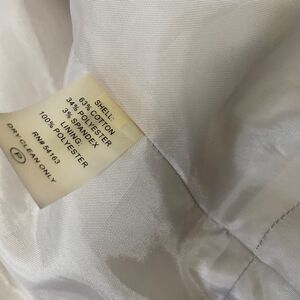 SHELL:
63% COTTON
34% POLYESTER
3% SPANDEX
LINING:
100% POLYESTER
RN# 54163
DRY CLEAN ONLY
P